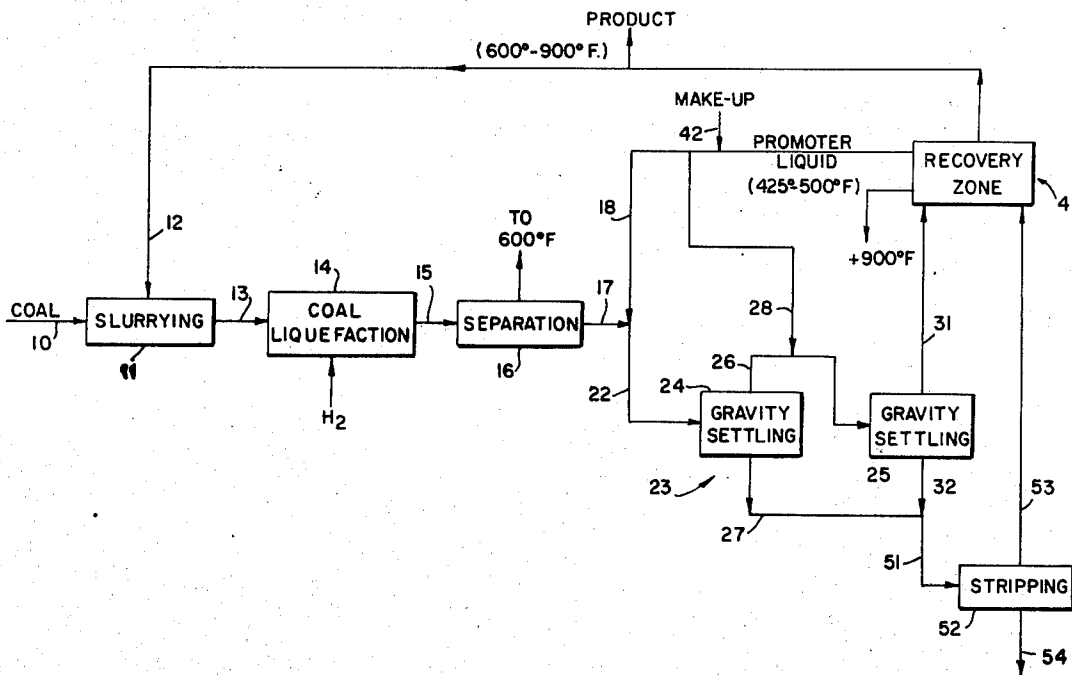 PRODUCT
(600°-900°F.)
MAKE-UP
42
PROMOTER
LIQUID
(425°-500°F)
RECOVERY
ZONE
4
+900°F
12
18
TO
600°F
14
15
17
28
31
COAL
10
SLURRYING
13
COAL
LIQUEFACTION
SEPARATION
16
H2
22
26
24
GRAVITY
SETTLING
GRAVITY
SETTLING
23
25
32
53
27
51
STRIPPING
52
54